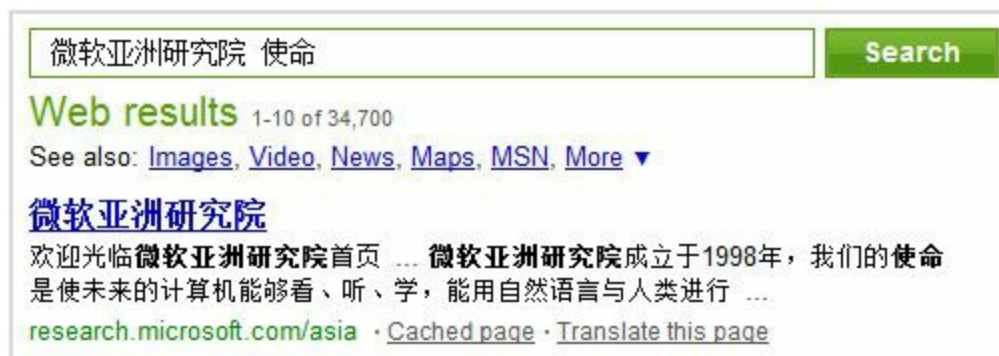 微软亚洲研究院 使命 Search
Web results 1-10 of 34,700
See also: Images, Video, News, Maps, MSN, More ▼
微软亚洲研究院
欢迎光临微软亚洲研究院首页 ... 微软亚洲研究院成立于1998年，我们的使命
是使未来的计算机能够看、听、学，能用自然语言与人类进行 ...
research.microsoft.com/asia · Cached page · Translate this page